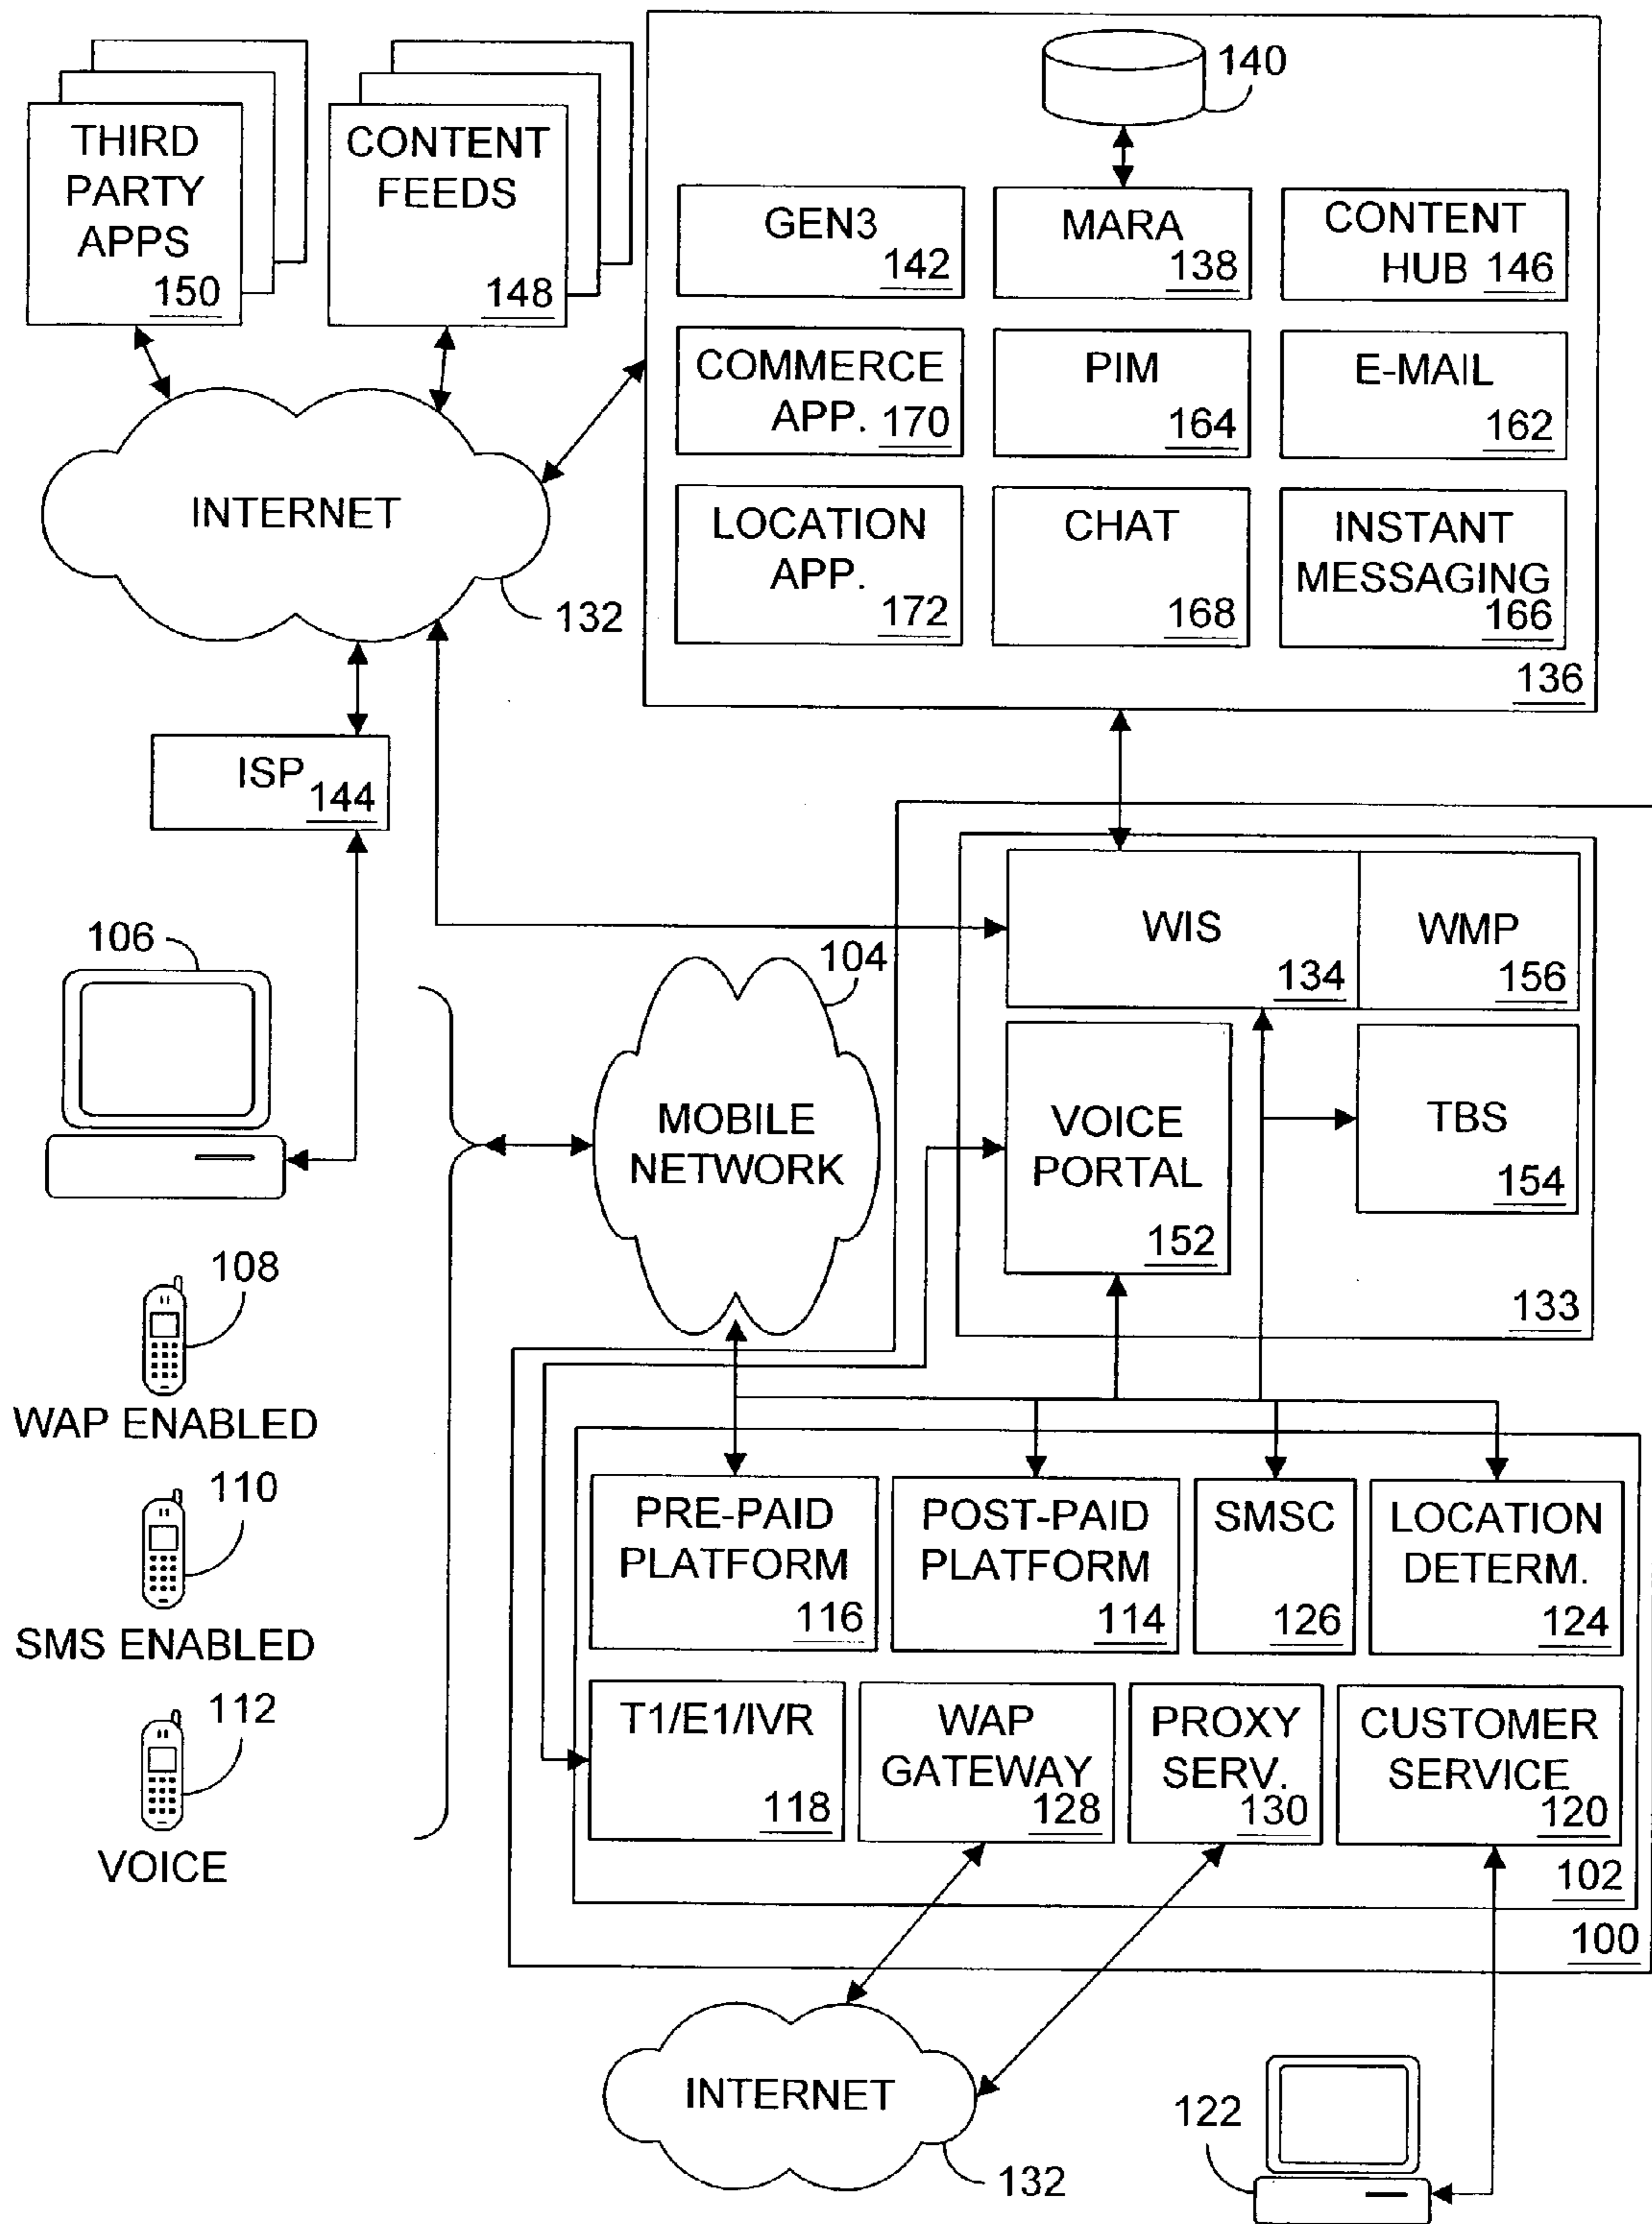 140
THIRD
PARTY
APPS
150
CONTENT
FEEDS
148
GEN3
142
MARA
138
CONTENT
HUB 146
COMMERCE
APP. 170
PIM
164
E-MAIL
162
INTERNET
132
LOCATION
APP.
172
CHAT
168
INSTANT
MESSAGING
166
136
ISP
144
106
104
WIS
134
WMP
156
MOBILE
NETWORK
VOICE
PORTAL
152
TBS
154
133
108
WAP ENABLED
110
SMS ENABLED
112
VOICE
PRE-PAID
PLATFORM
116
POST-PAID
PLATFORM
114
SMSC
126
LOCATION
DETERM.
124
T1/E1/IVR
118
WAP
GATEWAY
128
PROXY
SERV.
130
CUSTOMER
SERVICE
120
102
100
INTERNET
132
122